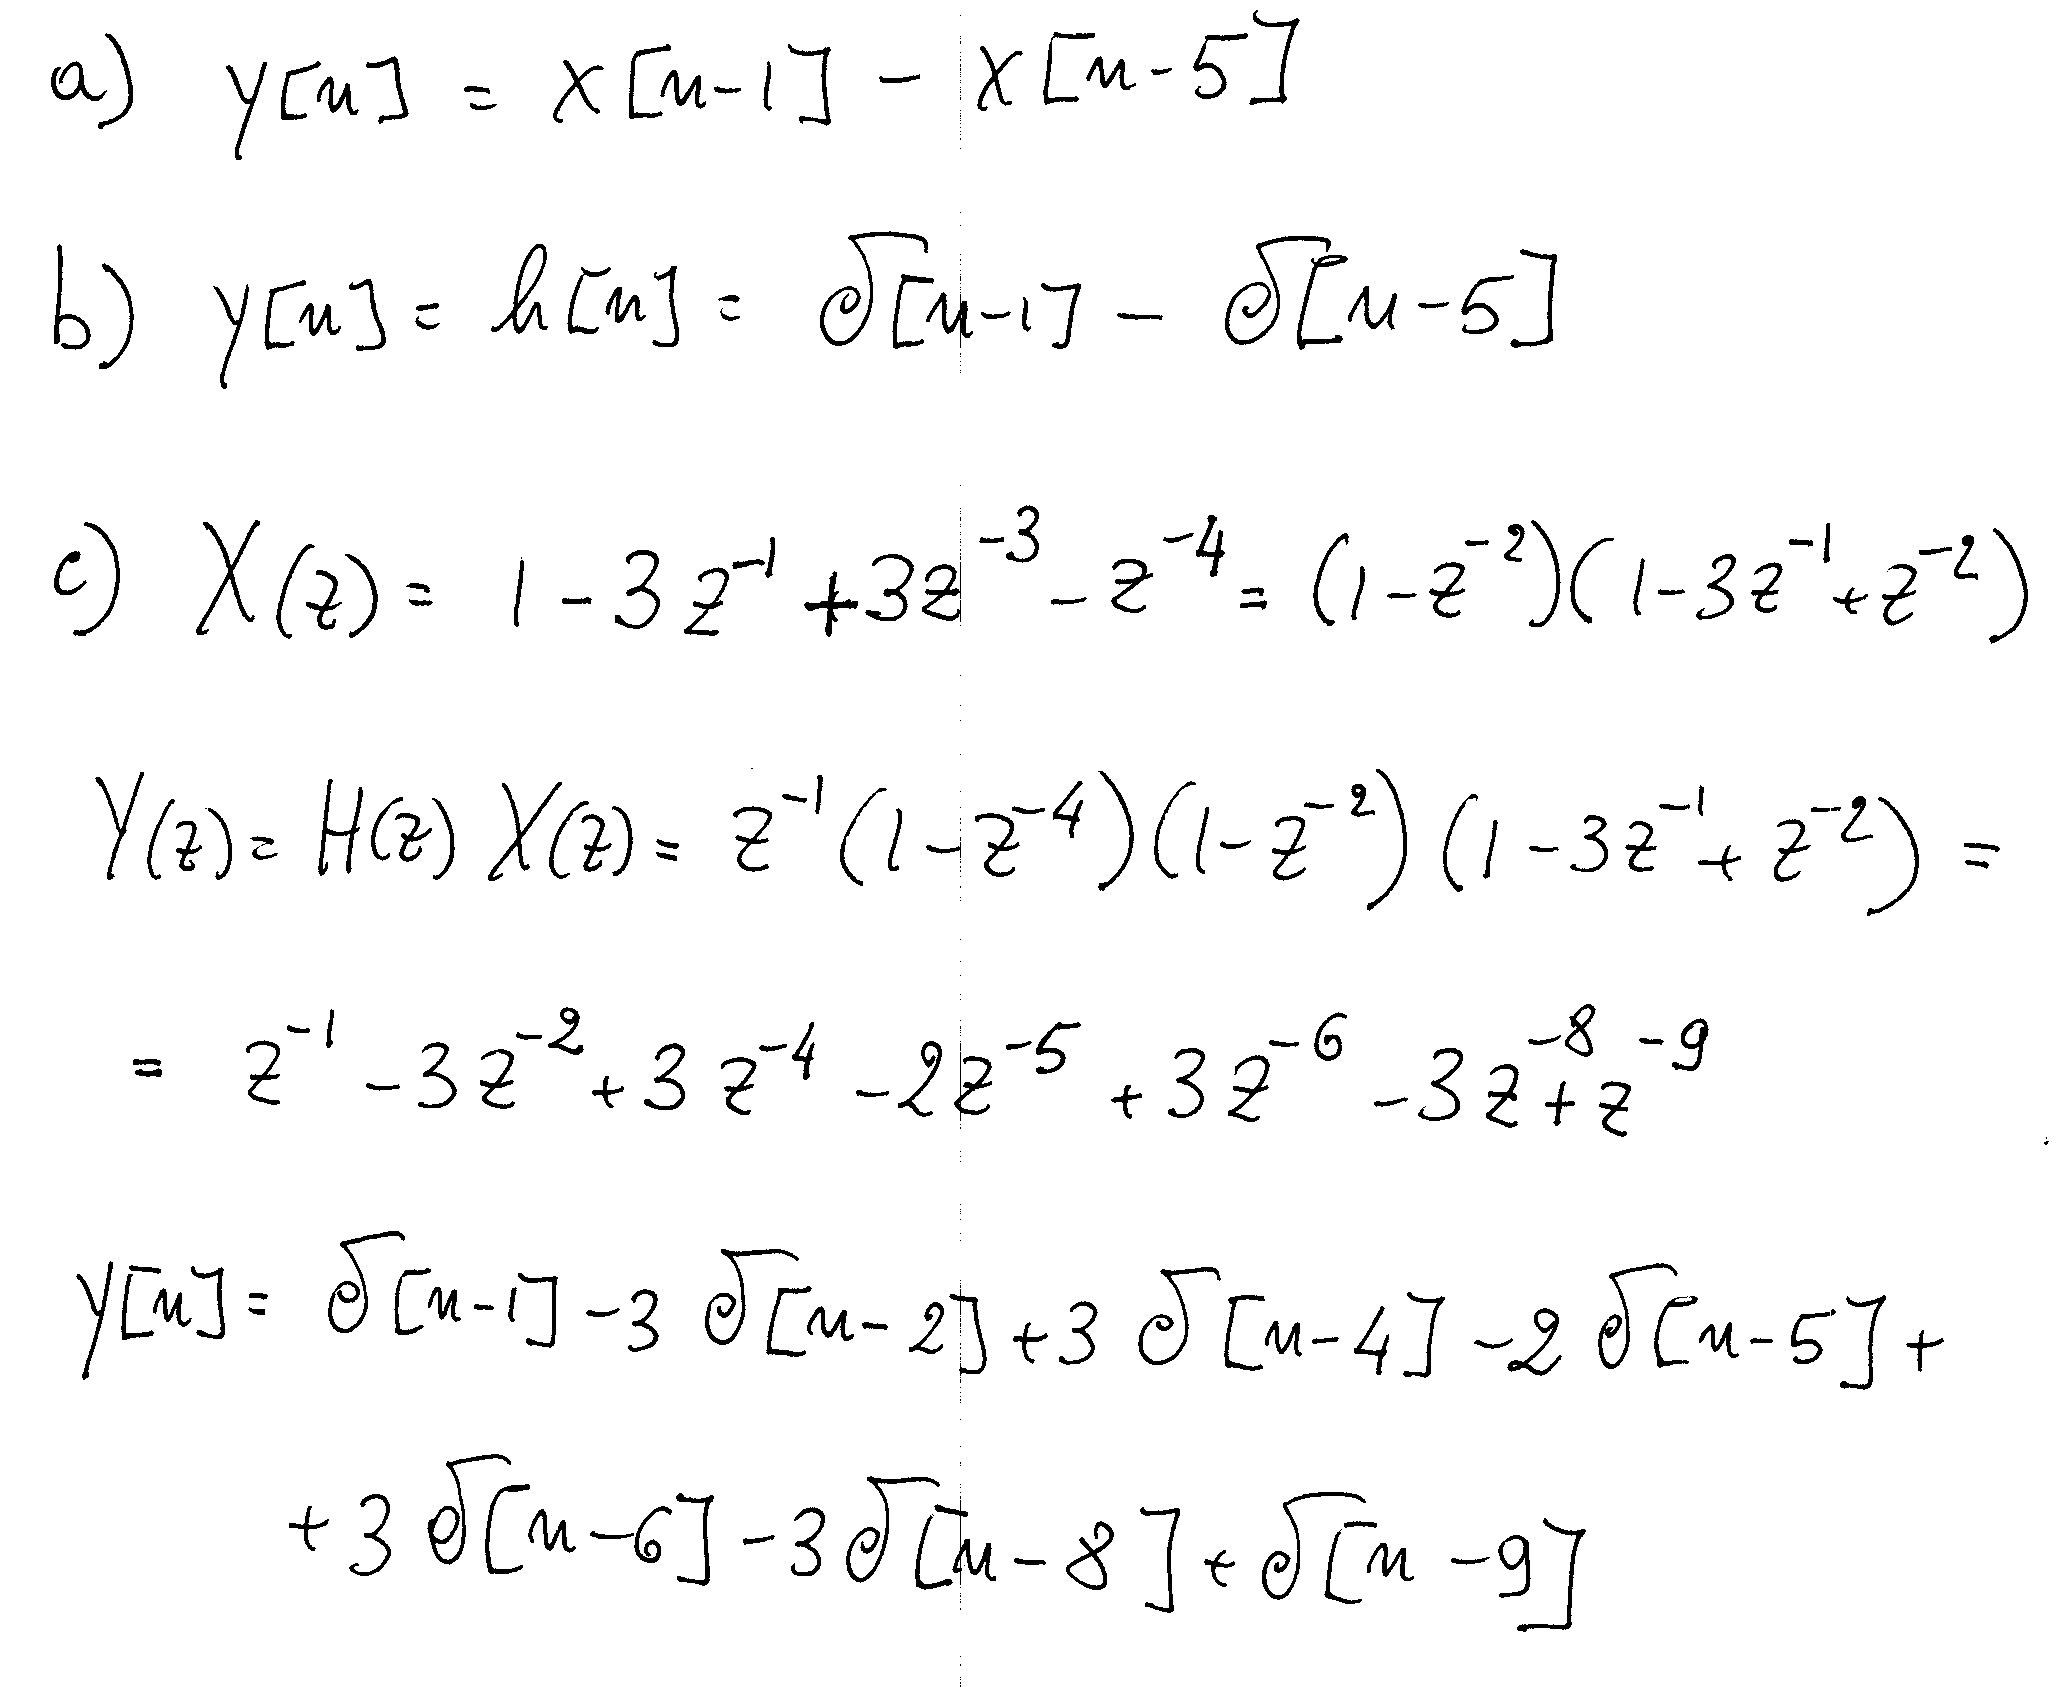 a) y[n] = x[n-1] - x[n-5]
b) y[n] = h[n] = δ[n-1] - δ[n-5]
c) X(z) = 1 - 3z⁻¹ + 3z⁻³ - z⁻⁴ = (1-z⁻²)(1-3z⁻¹+z⁻²)
Y(z) = H(z) X(z) = z⁻¹(1-z⁻⁴)(1-z⁻²)(1-3z⁻¹+z⁻²) =
= z⁻¹ - 3z⁻² + 3z⁻⁴ - 2z⁻⁵ + 3z⁻⁶ - 3z⁻⁸ + z⁻⁹
y[n] = δ[n-1] - 3δ[n-2] + 3δ[n-4] - 2δ[n-5] +
+ 3δ[n-6] - 3δ[n-8] + δ[n-9]